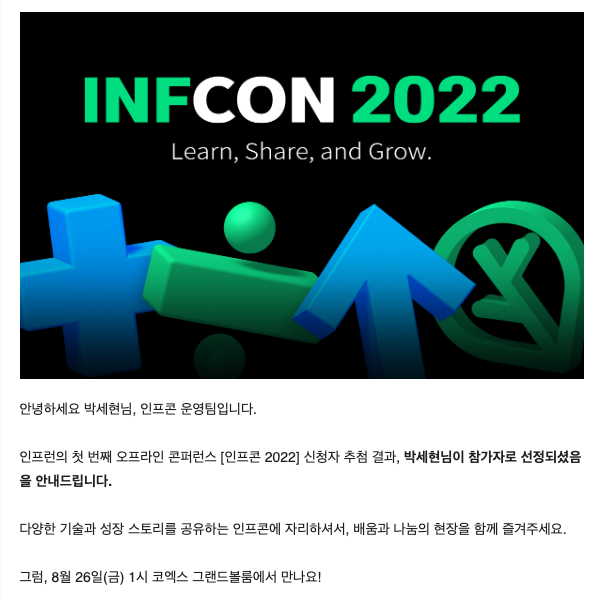 INFCON 2022
Learn, Share, and Grow.
안녕하세요 박세현님, 인프콘 운영팀입니다.
인프런의 첫 번째 오프라인 콘퍼런스 [인프콘 2022] 신청자 추첨 결과, 박세현님이 참가자로 선정되셨음
을 안내드립니다.
다양한 기술과 성장 스토리를 공유하는 인프콘에 자리하셔서, 배움과 나눔의 현장을 함께 즐겨주세요.
그럼, 8월 26일(금) 1시 코엑스 그랜드볼룸에서 만나요!